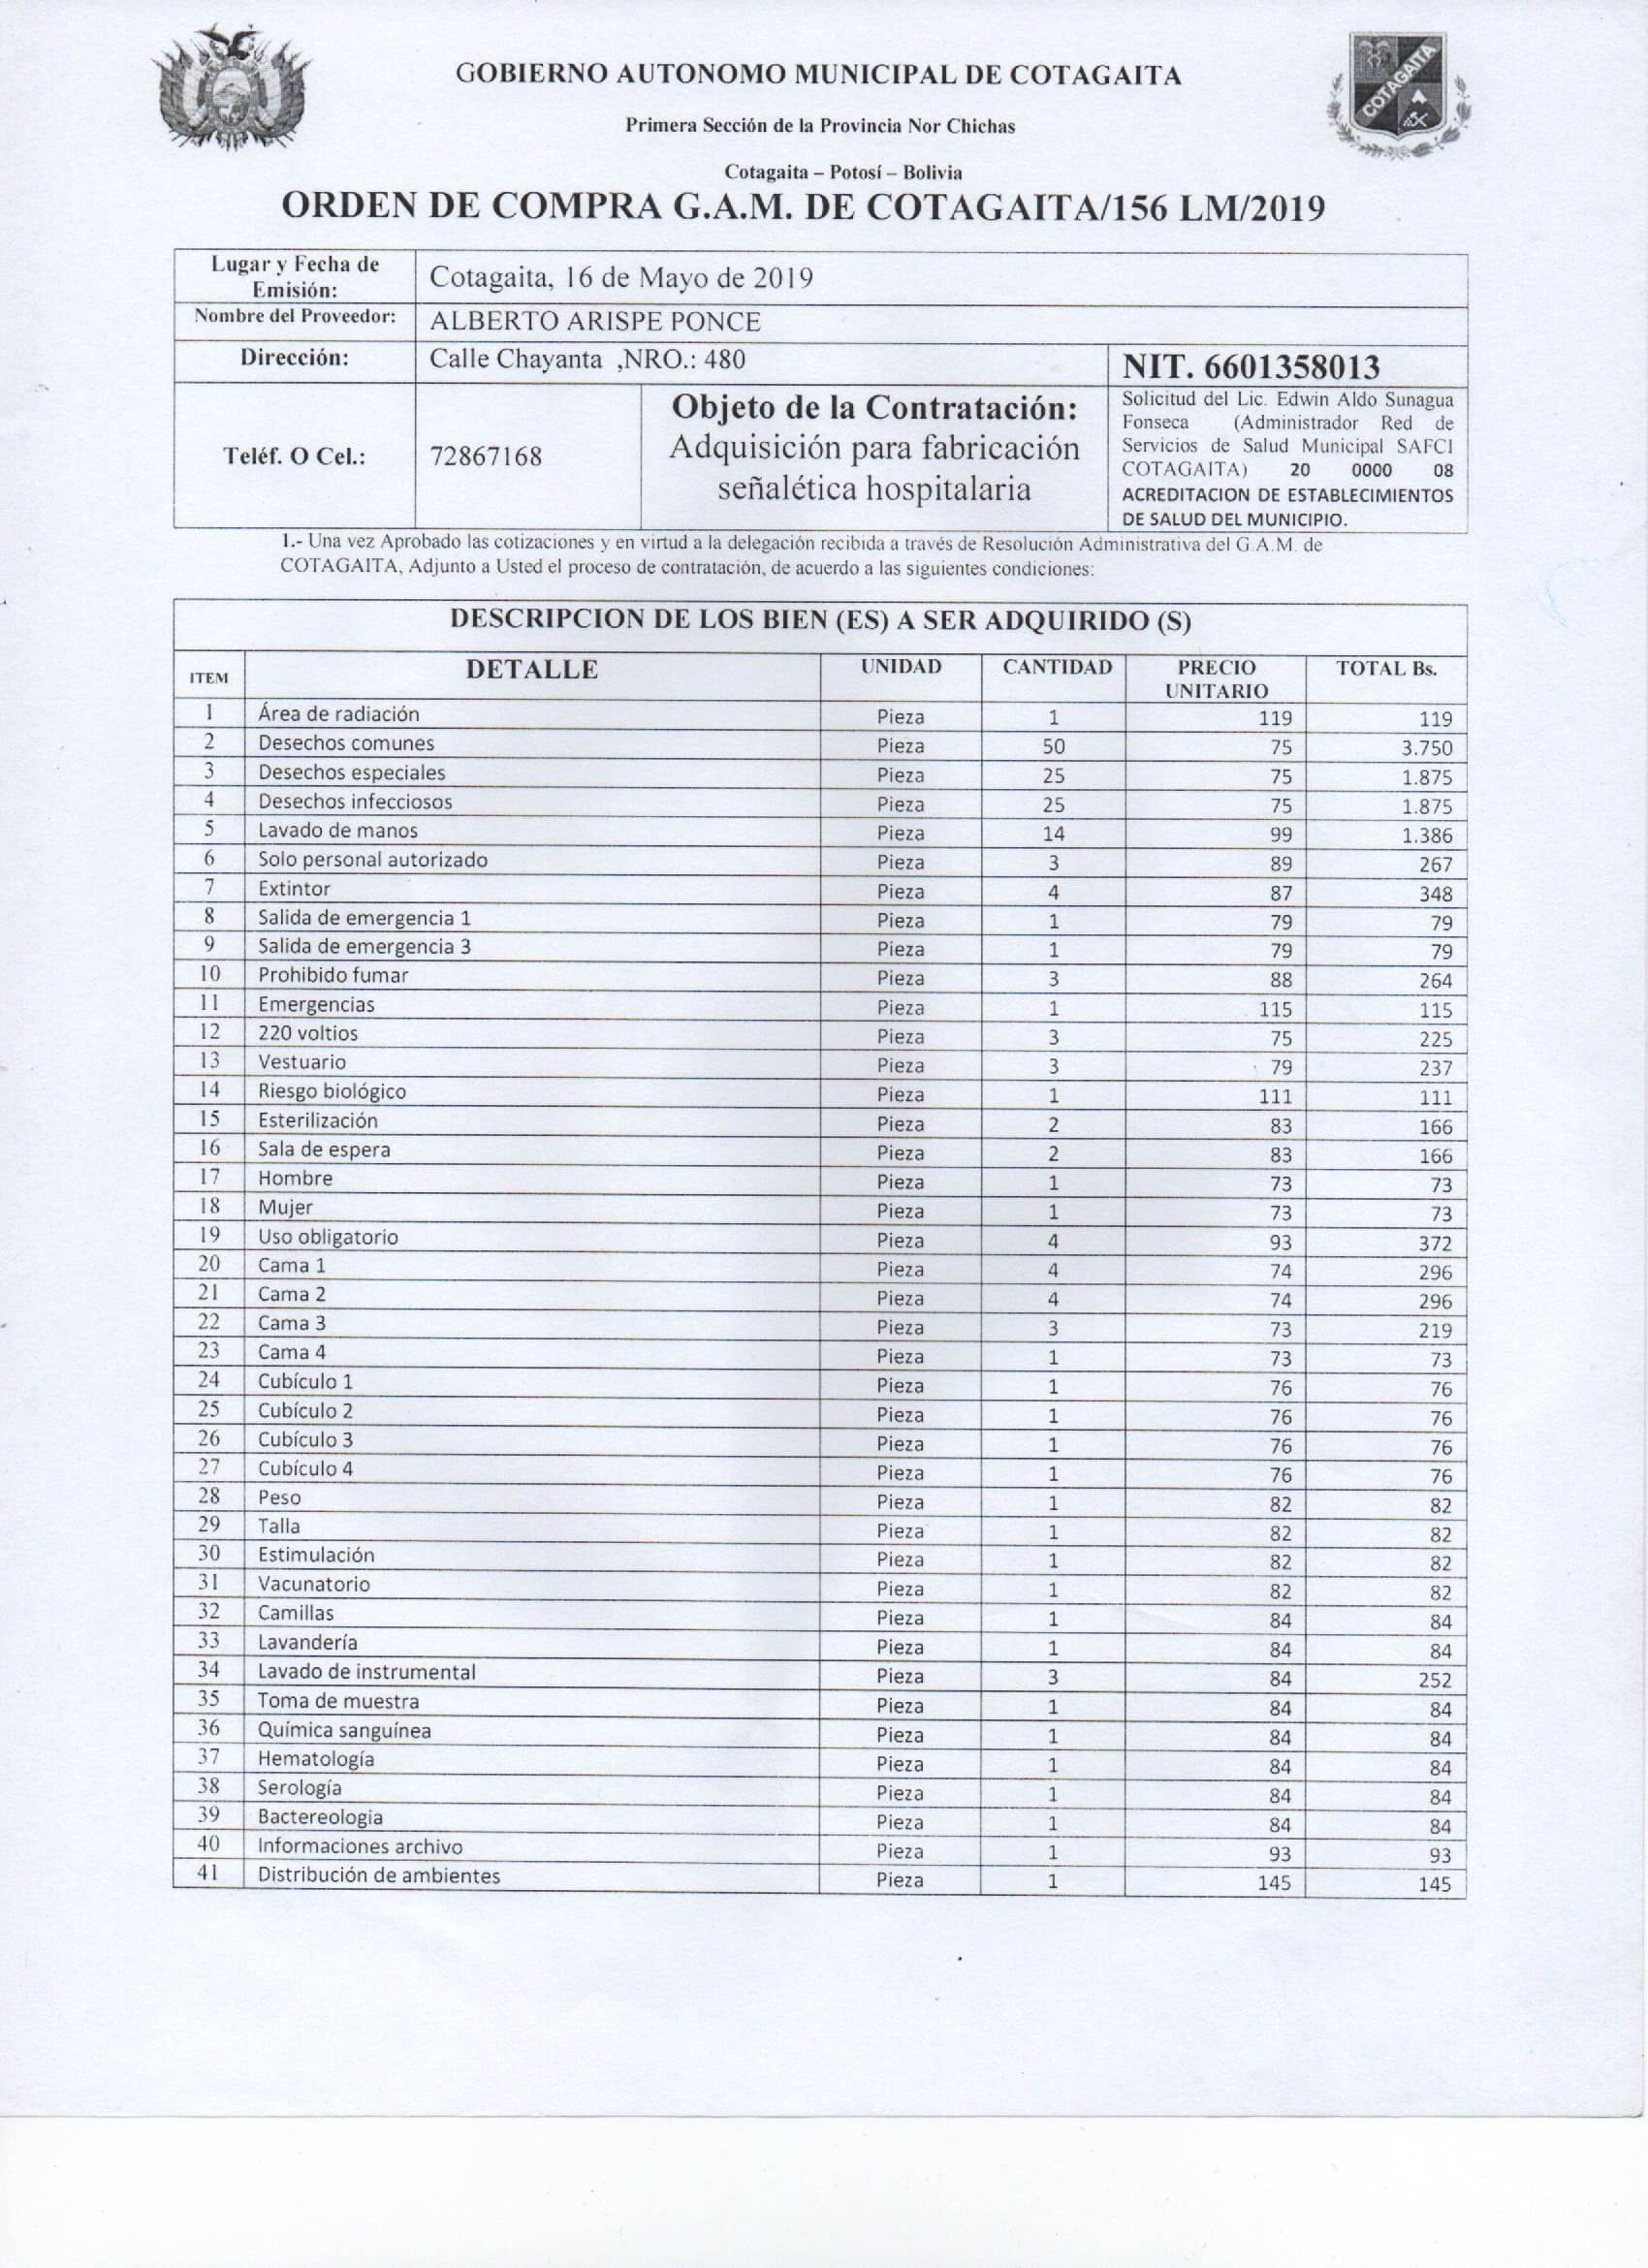 GOBIERNO AUTONOMO MUNICIPAL DE COTAGAITA
COTAGAITA
Primera Sección de la Provincia Nor Chichas
Cotagaita – Potosí – Bolivia
ORDEN DE COMPRA G.A.M. DE COTAGAITA/156 LM/2019
Lugar y Fecha de
Emisión:
Cotagaita, 16 de Mayo de 2019
Nombre del Proveedor:
ALBERTO ARISPE PONCE
Dirección:
Calle Chayanta ,NRO.: 480
NIT. 6601358013
Teléf. O Cel.:
72867168
Objeto de la Contratación:
Adquisición para fabricación
señalética hospitalaria
Solicitud del Lic. Edwin Aldo Sunagua
Fonseca (Administrador Red de
Servicios de Salud Municipal SAFCI
COTAGAITA) 20 0000 08
ACREDITACION DE ESTABLECIMIENTOS
DE SALUD DEL MUNICIPIO.
1.- Una vez Aprobado las cotizaciones y en virtud a la delegación recibida a través de Resolución Administrativa del G.A.M. de
COTAGAITA, Adjunto a Usted el proceso de contratación, de acuerdo a las siguientes condiciones:
DESCRIPCION DE LOS BIEN (ES) A SER ADQUIRIDO (S)
ITEM DETALLE UNIDAD CANTIDAD PRECIO UNITARIO TOTAL Bs.
1 Área de radiación Pieza 1 119 119
2 Desechos comunes Pieza 50 75 3.750
3 Desechos especiales Pieza 25 75 1.875
4 Desechos infecciosos Pieza 25 75 1.875
5 Lavado de manos Pieza 14 99 1.386
6 Solo personal autorizado Pieza 3 89 267
7 Extintor Pieza 4 87 348
8 Salida de emergencia 1 Pieza 1 79 79
9 Salida de emergencia 3 Pieza 1 79 79
10 Prohibido fumar Pieza 3 88 264
11 Emergencias Pieza 1 115 115
12 220 voltios Pieza 3 75 225
13 Vestuario Pieza 3 79 237
14 Riesgo biológico Pieza 1 111 111
15 Esterilización Pieza 2 83 166
16 Sala de espera Pieza 2 83 166
17 Hombre Pieza 1 73 73
18 Mujer Pieza 1 73 73
19 Uso obligatorio Pieza 4 93 372
20 Cama 1 Pieza 4 74 296
21 Cama 2 Pieza 4 74 296
22 Cama 3 Pieza 3 73 219
23 Cama 4 Pieza 1 73 73
24 Cubículo 1 Pieza 1 76 76
25 Cubículo 2 Pieza 1 76 76
26 Cubículo 3 Pieza 1 76 76
27 Cubículo 4 Pieza 1 76 76
28 Peso Pieza 1 82 82
29 Talla Pieza 1 82 82
30 Estimulación Pieza 1 82 82
31 Vacunatorio Pieza 1 82 82
32 Camillas Pieza 1 84 84
33 Lavandería Pieza 1 84 84
34 Lavado de instrumental Pieza 3 84 252
35 Toma de muestra Pieza 1 84 84
36 Química sanguínea Pieza 1 84 84
37 Hematología Pieza 1 84 84
38 Serología Pieza 1 84 84
39 Bactereologia Pieza 1 84 84
40 Informaciones archivo Pieza 1 93 93
41 Distribución de ambientes Pieza 1 145 145